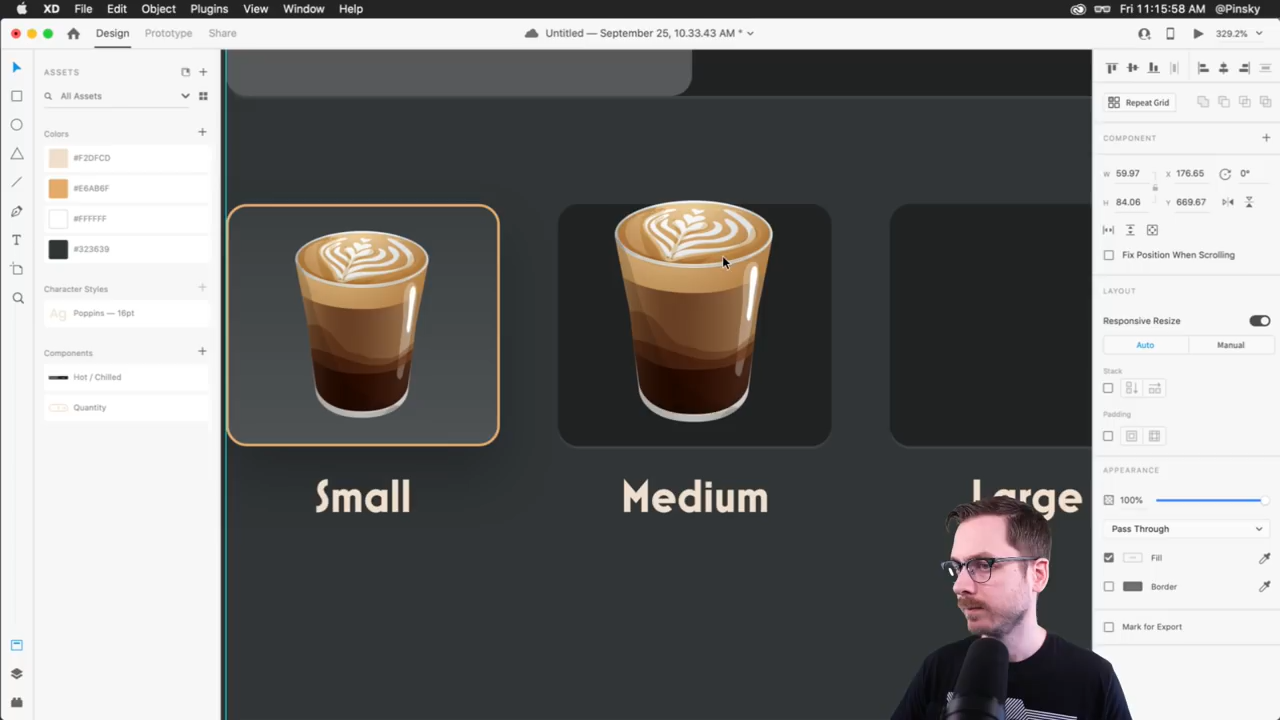 XD File Edit Object Plugins View Window Help
Fri 11:15:58 AM @Pinsky
Design Prototype Share
Untitled — September 25, 10.33.43 AM *
329.2%
ASSETS
All Assets
Colors
#F2DFCD
#E6AB6F
#FFFFFF
#323639
Character Styles
Ag Poppins — 16pt
Components
Hot / Chilled
Quantity
Small
Medium
Large
Repeat Grid
COMPONENT
W 59.97 X 176.65 0°
H 84.06 Y 669.67
Fix Position When Scrolling
LAYOUT
Responsive Resize
Auto Manual
Stack
Padding
APPEARANCE
100%
Pass Through
Fill
Border
Mark for Export